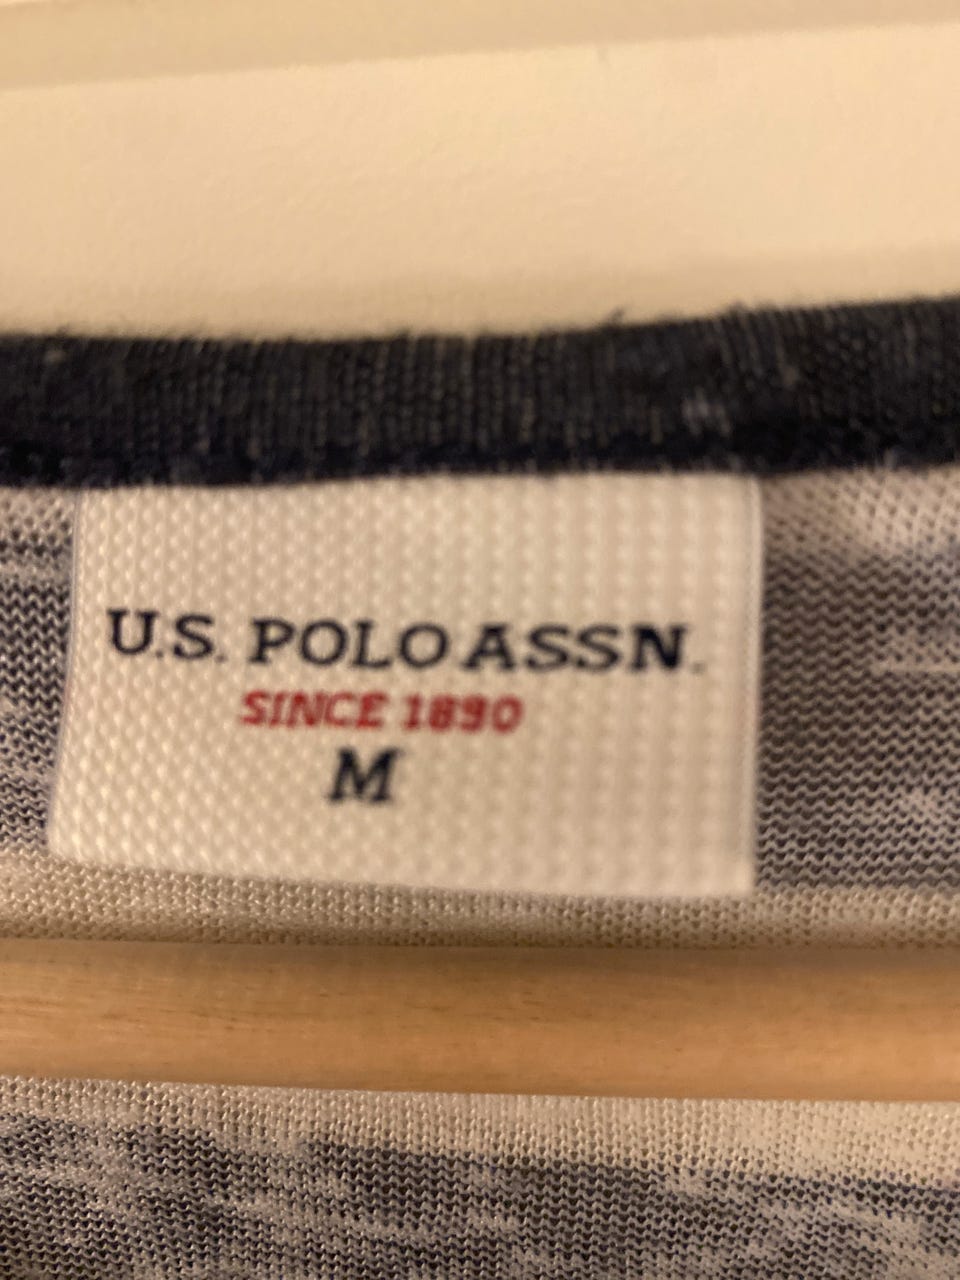 U.S. POLO ASSN.
SINCE 1890
M